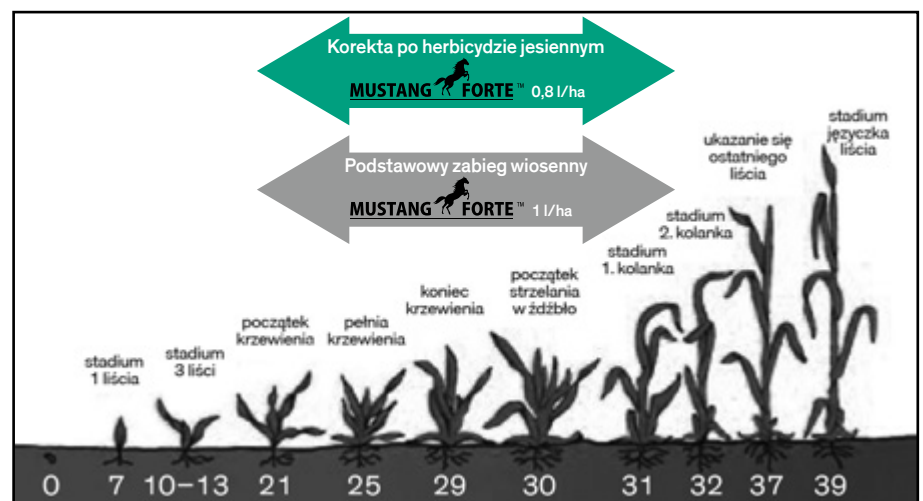 Korekta po herbicydzie jesiennym
MUSTANG FORTE™ 0,8 l/ha
Podstawowy zabieg wiosenny
MUSTANG FORTE™ 1 l/ha
stadium
1 liścia
stadium
3 liści
początek
krzewienia
pełnia
krzewienia
koniec
krzewienia
początek
strzelania
w źdźbło
stadium
1. kolanka
stadium
2. kolanka
ukazanie się
ostatniego
liścia
stadium
języczka
liścia
0 7 10–13 21 25 29 30 31 32 37 39